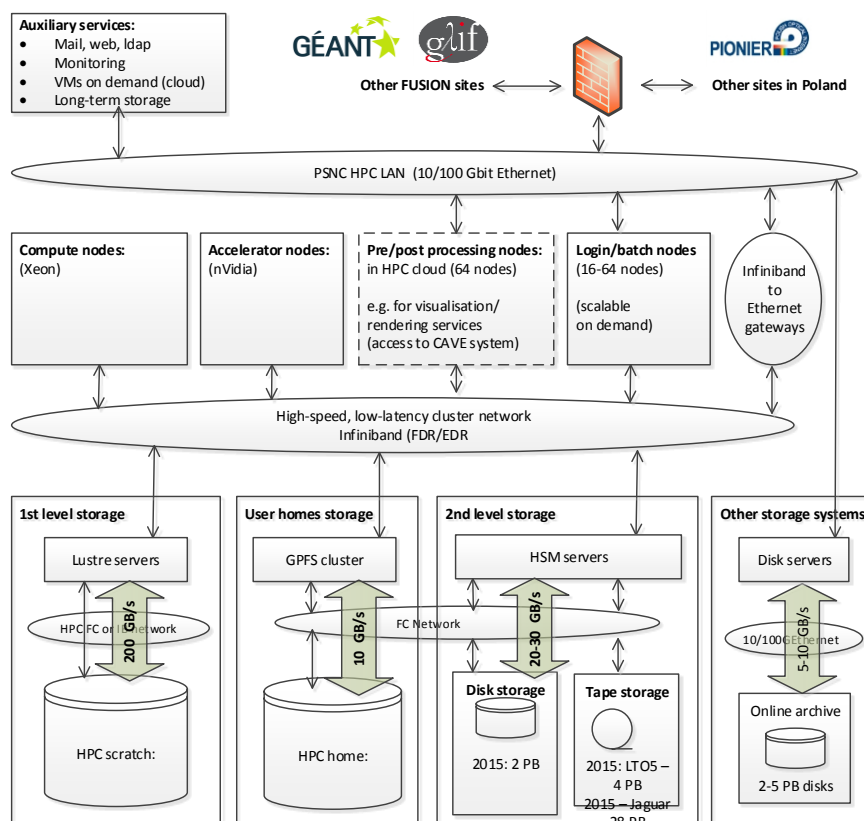 Auxiliary services:
• Mail, web, ldap
• Monitoring
• VMs on demand (cloud)
• Long-term storage
GÉANT
glif
PIONIER
Other FUSION sites
Other sites in Poland
PSNC HPC LAN (10/100 Gbit Ethernet)
Compute nodes:
(Xeon)
Accelerator nodes:
(nVidia)
Pre/post processing nodes:
in HPC cloud (64 nodes)
e.g. for visualisation/
rendering services
(access to CAVE system)
Login/batch nodes
(16-64 nodes)
(scalable
on demand)
Infiniband
to
Ethernet
gateways
High-speed, low-latency cluster network
Infiniband (FDR/EDR
1st level storage
Lustre servers
HPC FC or IB network
200 GB/s
HPC scratch:
User homes storage
GPFS cluster
10 GB/s
HPC home:
2nd level storage
HSM servers
FC Network
20-30 GB/s
Disk storage
2015: 2 PB
Tape storage
2015: LTO5 –
4 PB
2015 – Jaguar
28 PB
Other storage systems
Disk servers
10/100GEthernet
5-10 GB/s
Online archive
2-5 PB disks